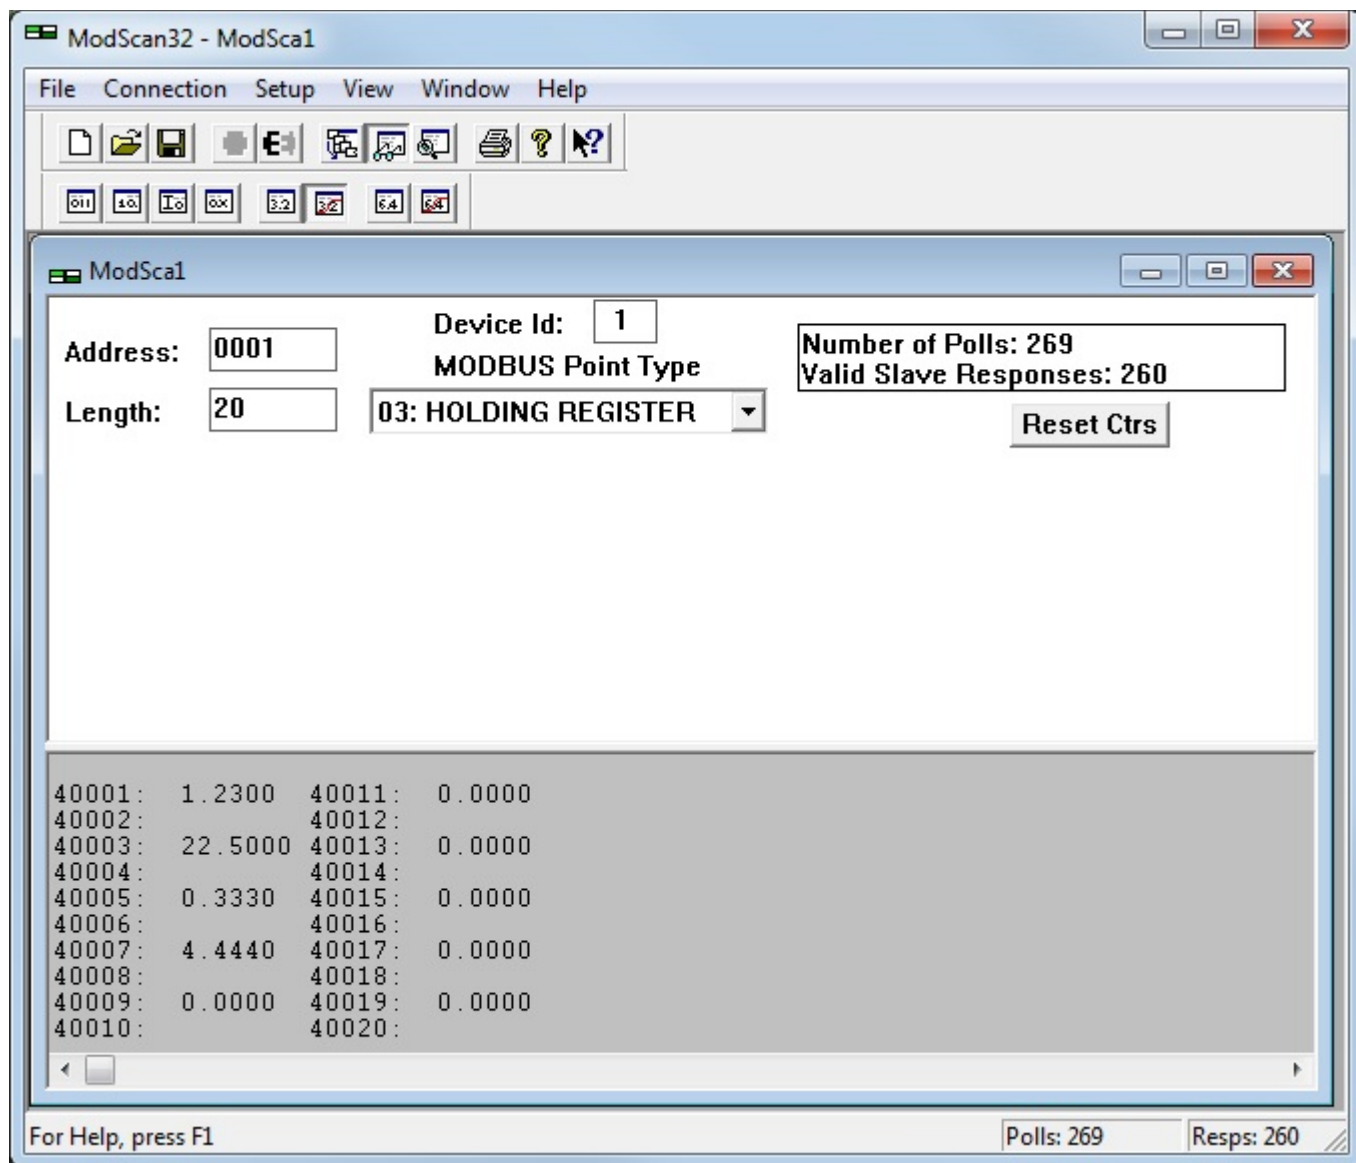 ModScan32 - ModSca1
File Connection Setup View Window Help
ModSca1
Address: 0001
Device Id: 1
MODBUS Point Type
Length: 20
03: HOLDING REGISTER
Number of Polls: 269
Valid Slave Responses: 260
Reset Ctrs
40001: 1.2300 40011: 0.0000
40002: 40012:
40003: 22.5000 40013: 0.0000
40004: 40014:
40005: 0.3330 40015: 0.0000
40006: 40016:
40007: 4.4440 40017: 0.0000
40008: 40018:
40009: 0.0000 40019: 0.0000
40010: 40020:
For Help, press F1 Polls: 269 Resps: 260